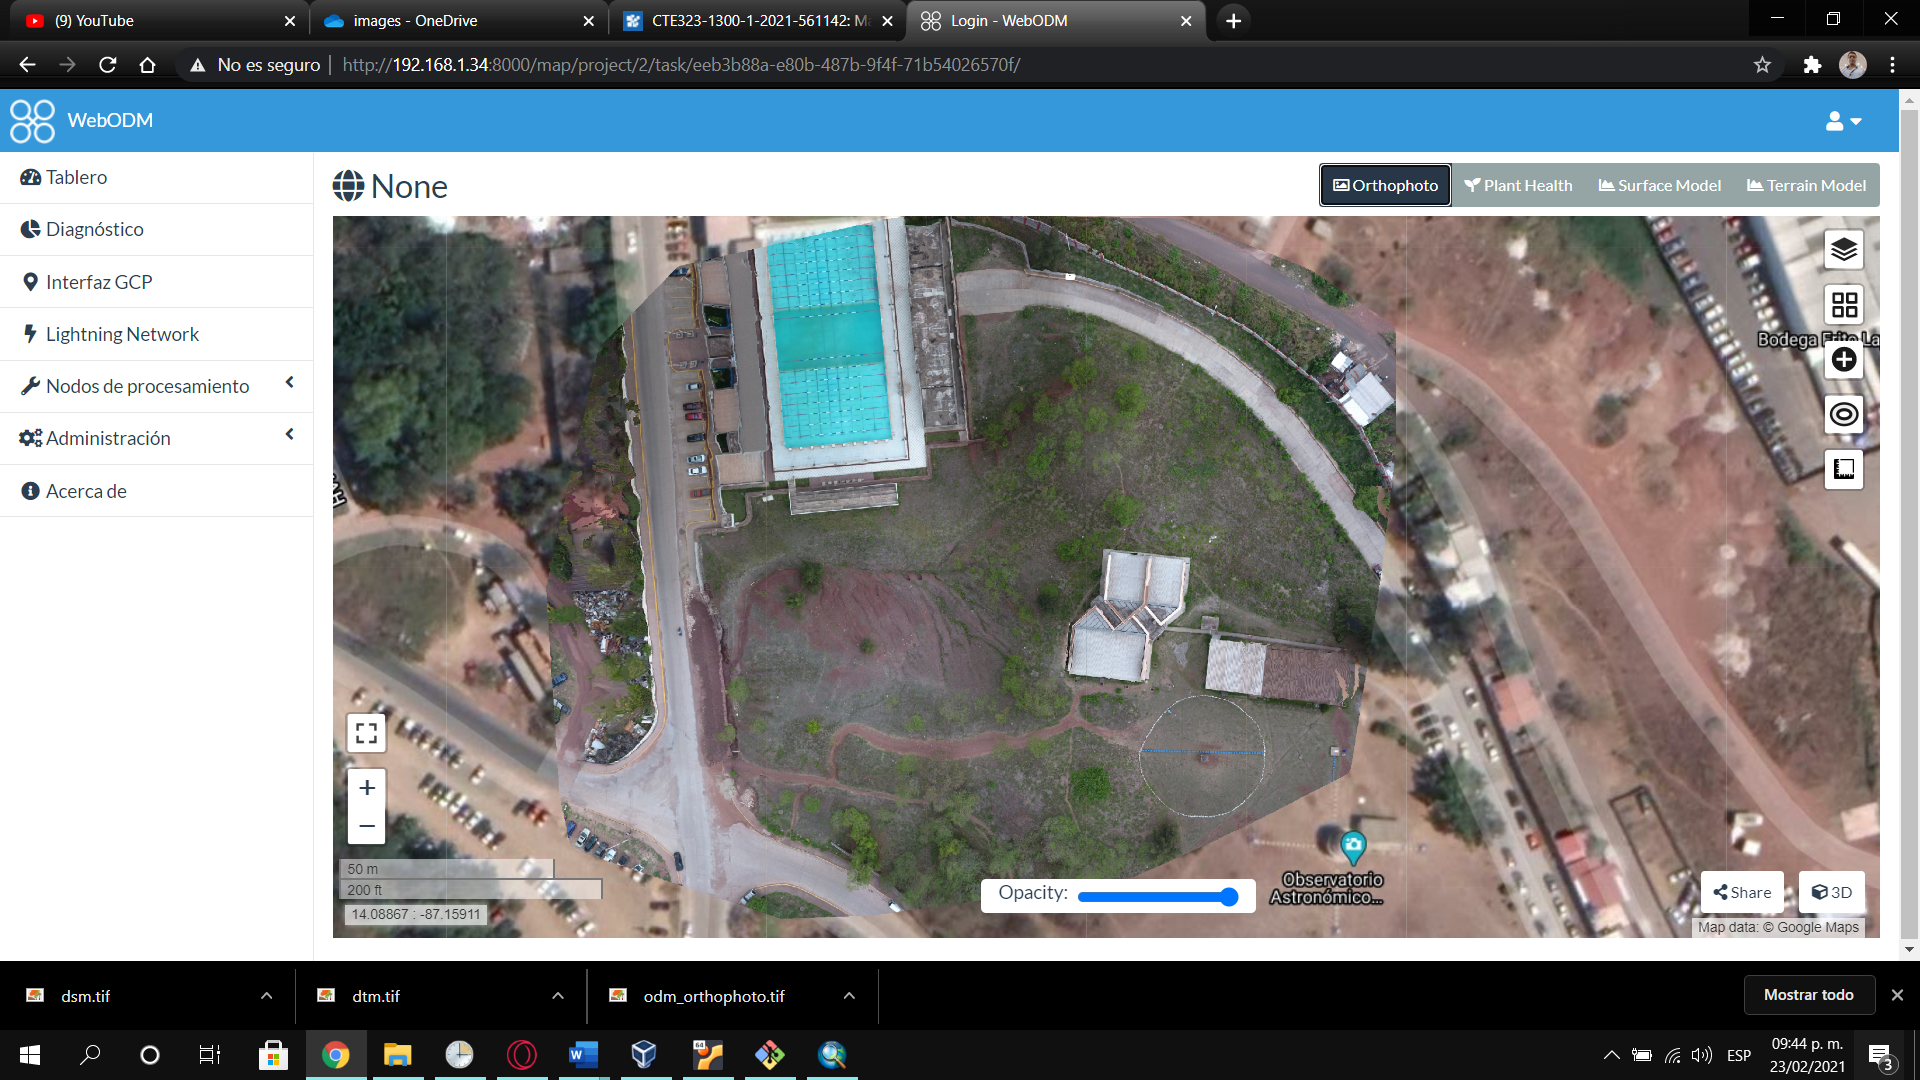 (9) YouTube
images - OneDrive
CTE323-1300-1-2021-561142: M
Login - WebODM
No es seguro
http://192.168.1.34:8000/map/project/2/task/eeb3b88a-e80b-487b-9f4f-71b54026570f/
WebODM
Tablero
Diagnóstico
Interfaz GCP
Lightning Network
Nodos de procesamiento
Administración
Acerca de
None
Orthophoto
Plant Health
Surface Model
Terrain Model
Bodega Frito La
50 m
200 ft
14.08867 : -87.15911
Opacity:
Observatorio
Astronómico...
Share
3D
Map data: © Google Maps
dsm.tif
dtm.tif
odm_orthophoto.tif
Mostrar todo
64
ESP
09:44 p. m.
23/02/2021
3